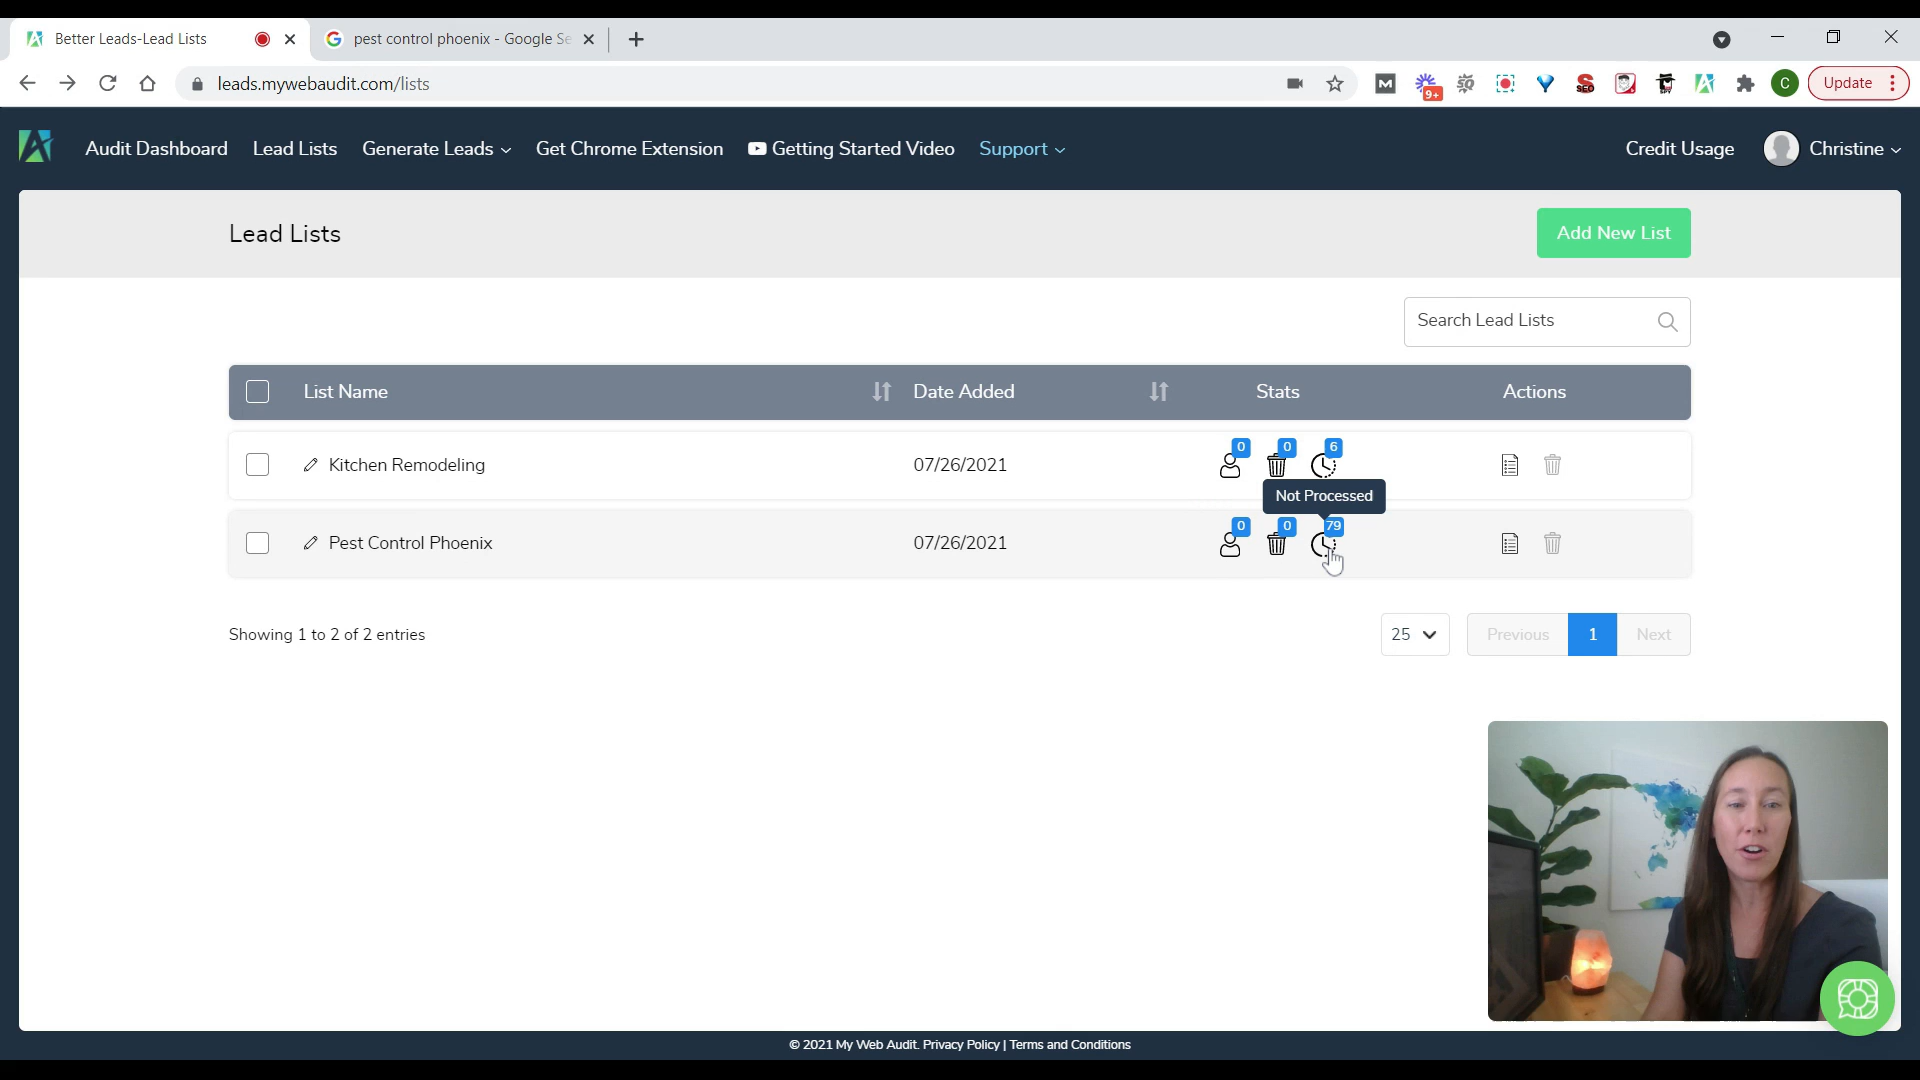 Better Leads-Lead Lists
pest control phoenix - Google Se
leads.mywebaudit.com/lists
9+
SEO
C
Update
Audit Dashboard
Lead Lists
Generate Leads
Get Chrome Extension
Getting Started Video
Support
Credit Usage
Christine
Lead Lists
Add New List
Search Lead Lists
List Name
Date Added
Stats
Actions
Kitchen Remodeling
07/26/2021
0
0
6
Not Processed
Pest Control Phoenix
07/26/2021
0
0
79
Showing 1 to 2 of 2 entries
25
Previous
1
Next
© 2021 My Web Audit. Privacy Policy | Terms and Conditions